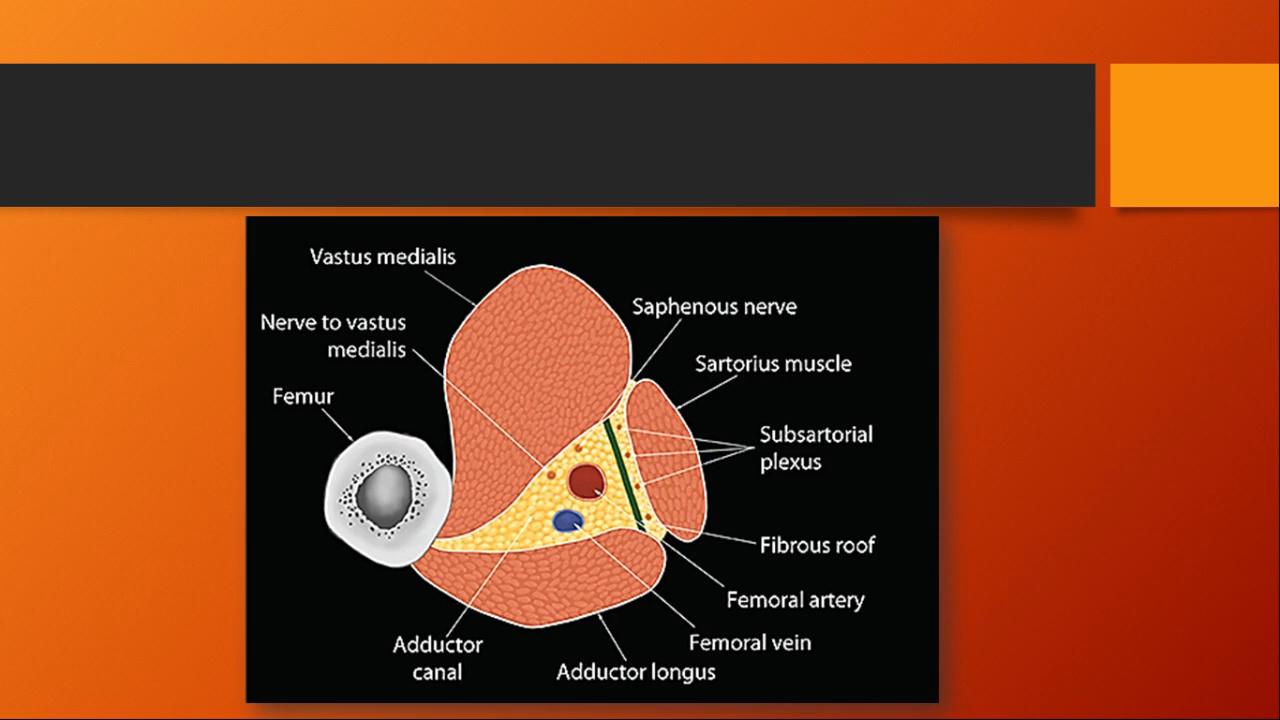 Vastus medialis
Nerve to vastus
medialis
Femur
Saphenous nerve
Sartorius muscle
Subsartorial
plexus
Fibrous roof
Femoral artery
Femoral vein
Adductor
canal
Adductor longus